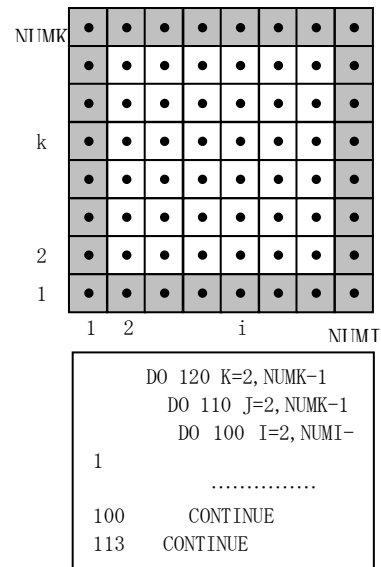 NUMK
k
2
1
1 2 i NUMI
DO 120 K=2,NUMK-1
DO 110 J=2,NUMK-1
DO 100 I=2,NUMI-
1
...............
100 CONTINUE
113 CONTINUE